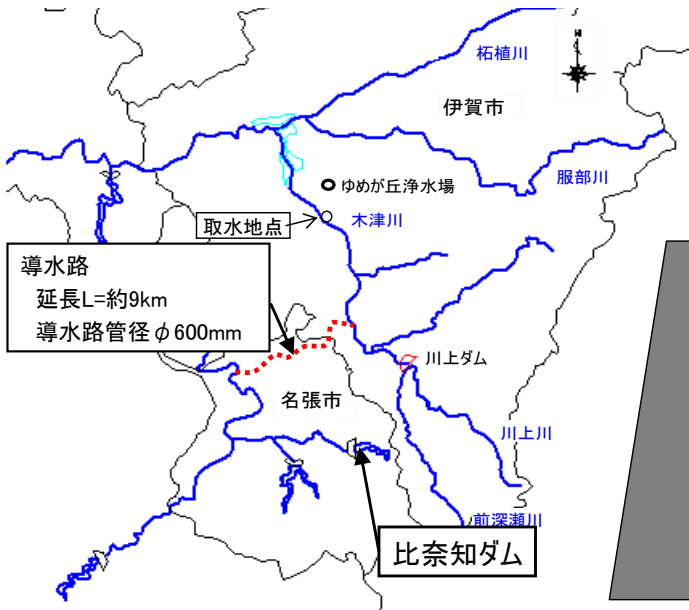 柘植川
N
伊賀市
服部川
ゆめが丘浄水場
取水地点
木津川
導水路
延長L=約9km
導水路管径φ600mm
川上ダム
名張市
川上川
前深瀬川
比奈知ダム